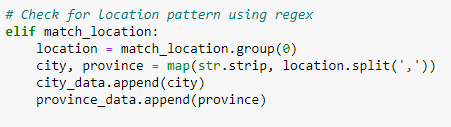 # Check for location pattern using regex
elif match_location:
    location = match_location.group(0)
    city, province = map(str.strip, location.split(','))
    city_data.append(city)
    province_data.append(province)